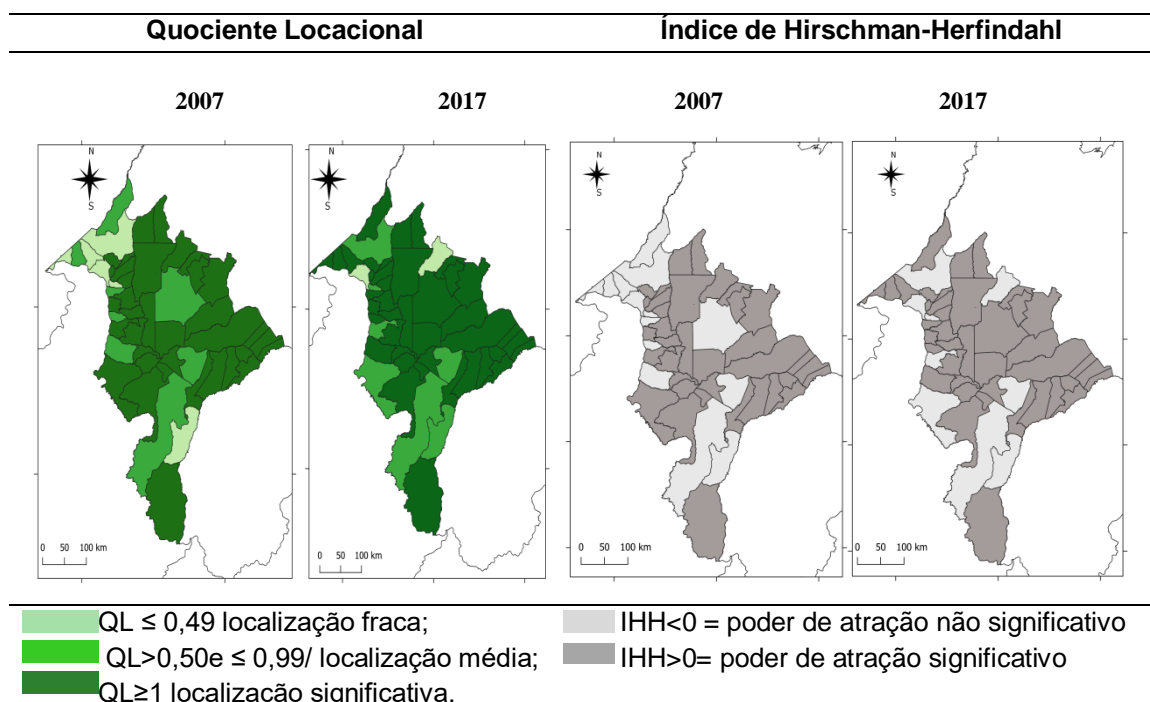 Quociente Locacional
Índice de Hirschman-Herfindahl
2007
2017
2007
2017
N
S
N
S
N
S
N
S
0 50 100 km
0 50 100 km
0 50 100 km
0 50 100 km
QL ≤ 0,49 localização fraca;
QL>0,50e ≤ 0,99/ localização média;
QL≥1 localização significativa.
IHH<0 = poder de atração não significativo
IHH>0= poder de atração significativo